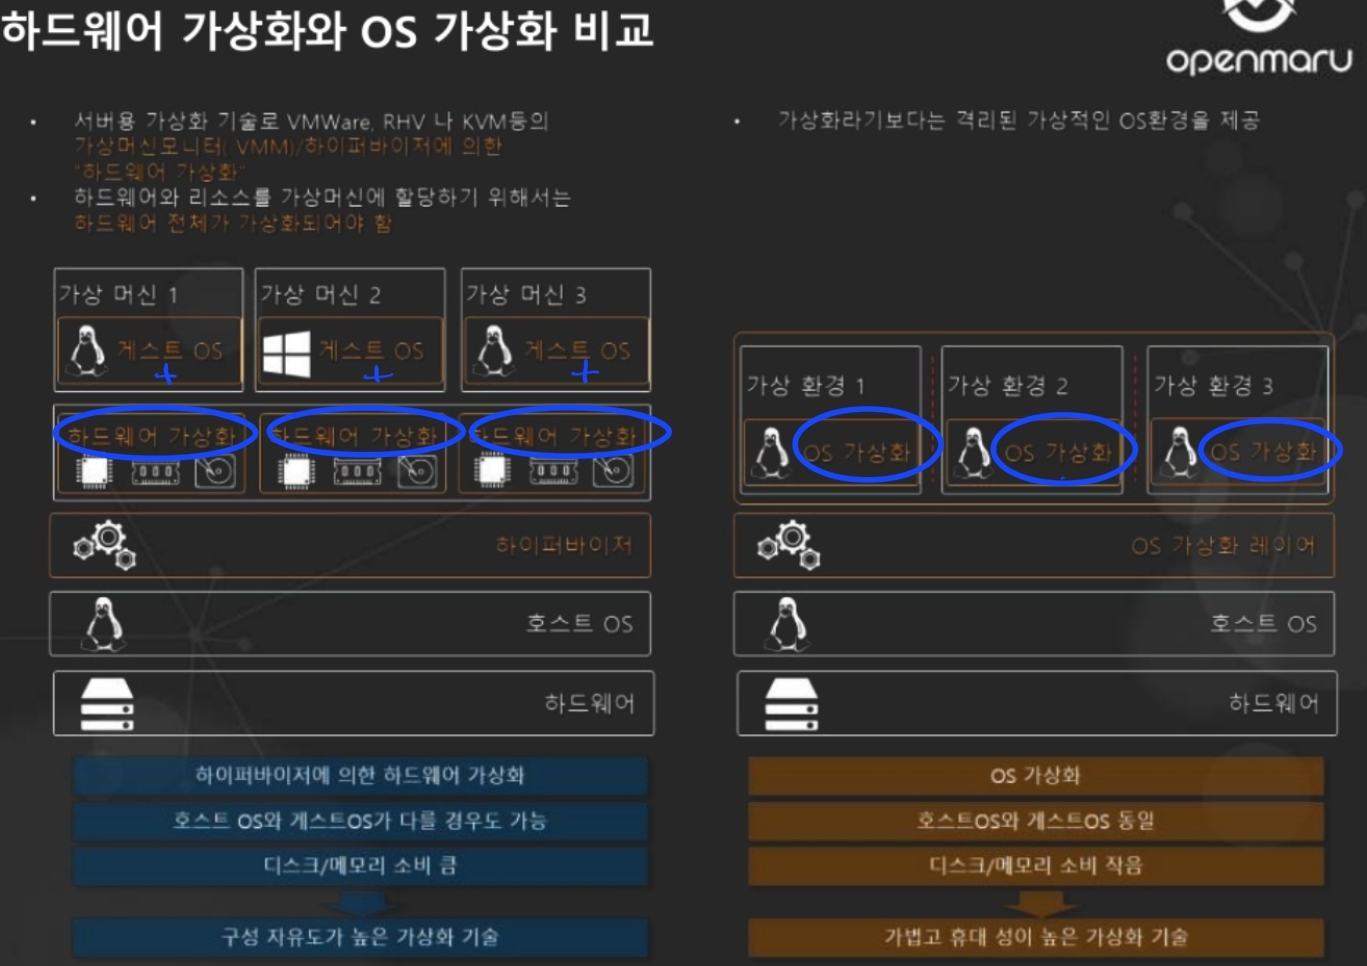 하드웨어 가상화와 OS 가상화 비교
openmaru
• 서버용 가상화 기술로 VMWare, RHV 나 KVM등의
가상머신모니터( VMM)/하이퍼바이저에 의한
"하드웨어 가상화"
• 하드웨어와 리소스를 가상머신에 할당하기 위해서는
하드웨어 전체가 가상화되어야 함
가상 머신 1
가상 머신 2
가상 머신 3
게스트 OS
게스트 OS
게스트 OS
+
+
+
하드웨어 가상화
하드웨어 가상화
하드웨어 가상화
하이퍼바이저
호스트 OS
하드웨어
하이퍼바이저에 의한 하드웨어 가상화
호스트 OS와 게스트OS가 다를 경우도 가능
디스크/메모리 소비 큼
구성 자유도가 높은 가상화 기술
• 가상화라기보다는 격리된 가상적인 OS환경을 제공
가상 환경 1
가상 환경 2
가상 환경 3
OS 가상화
OS 가상화
OS 가상화
OS 가상화 레이어
호스트 OS
하드웨어
OS 가상화
호스트OS와 게스트OS 동일
디스크/메모리 소비 작음
가볍고 휴대 성이 높은 가상화 기술